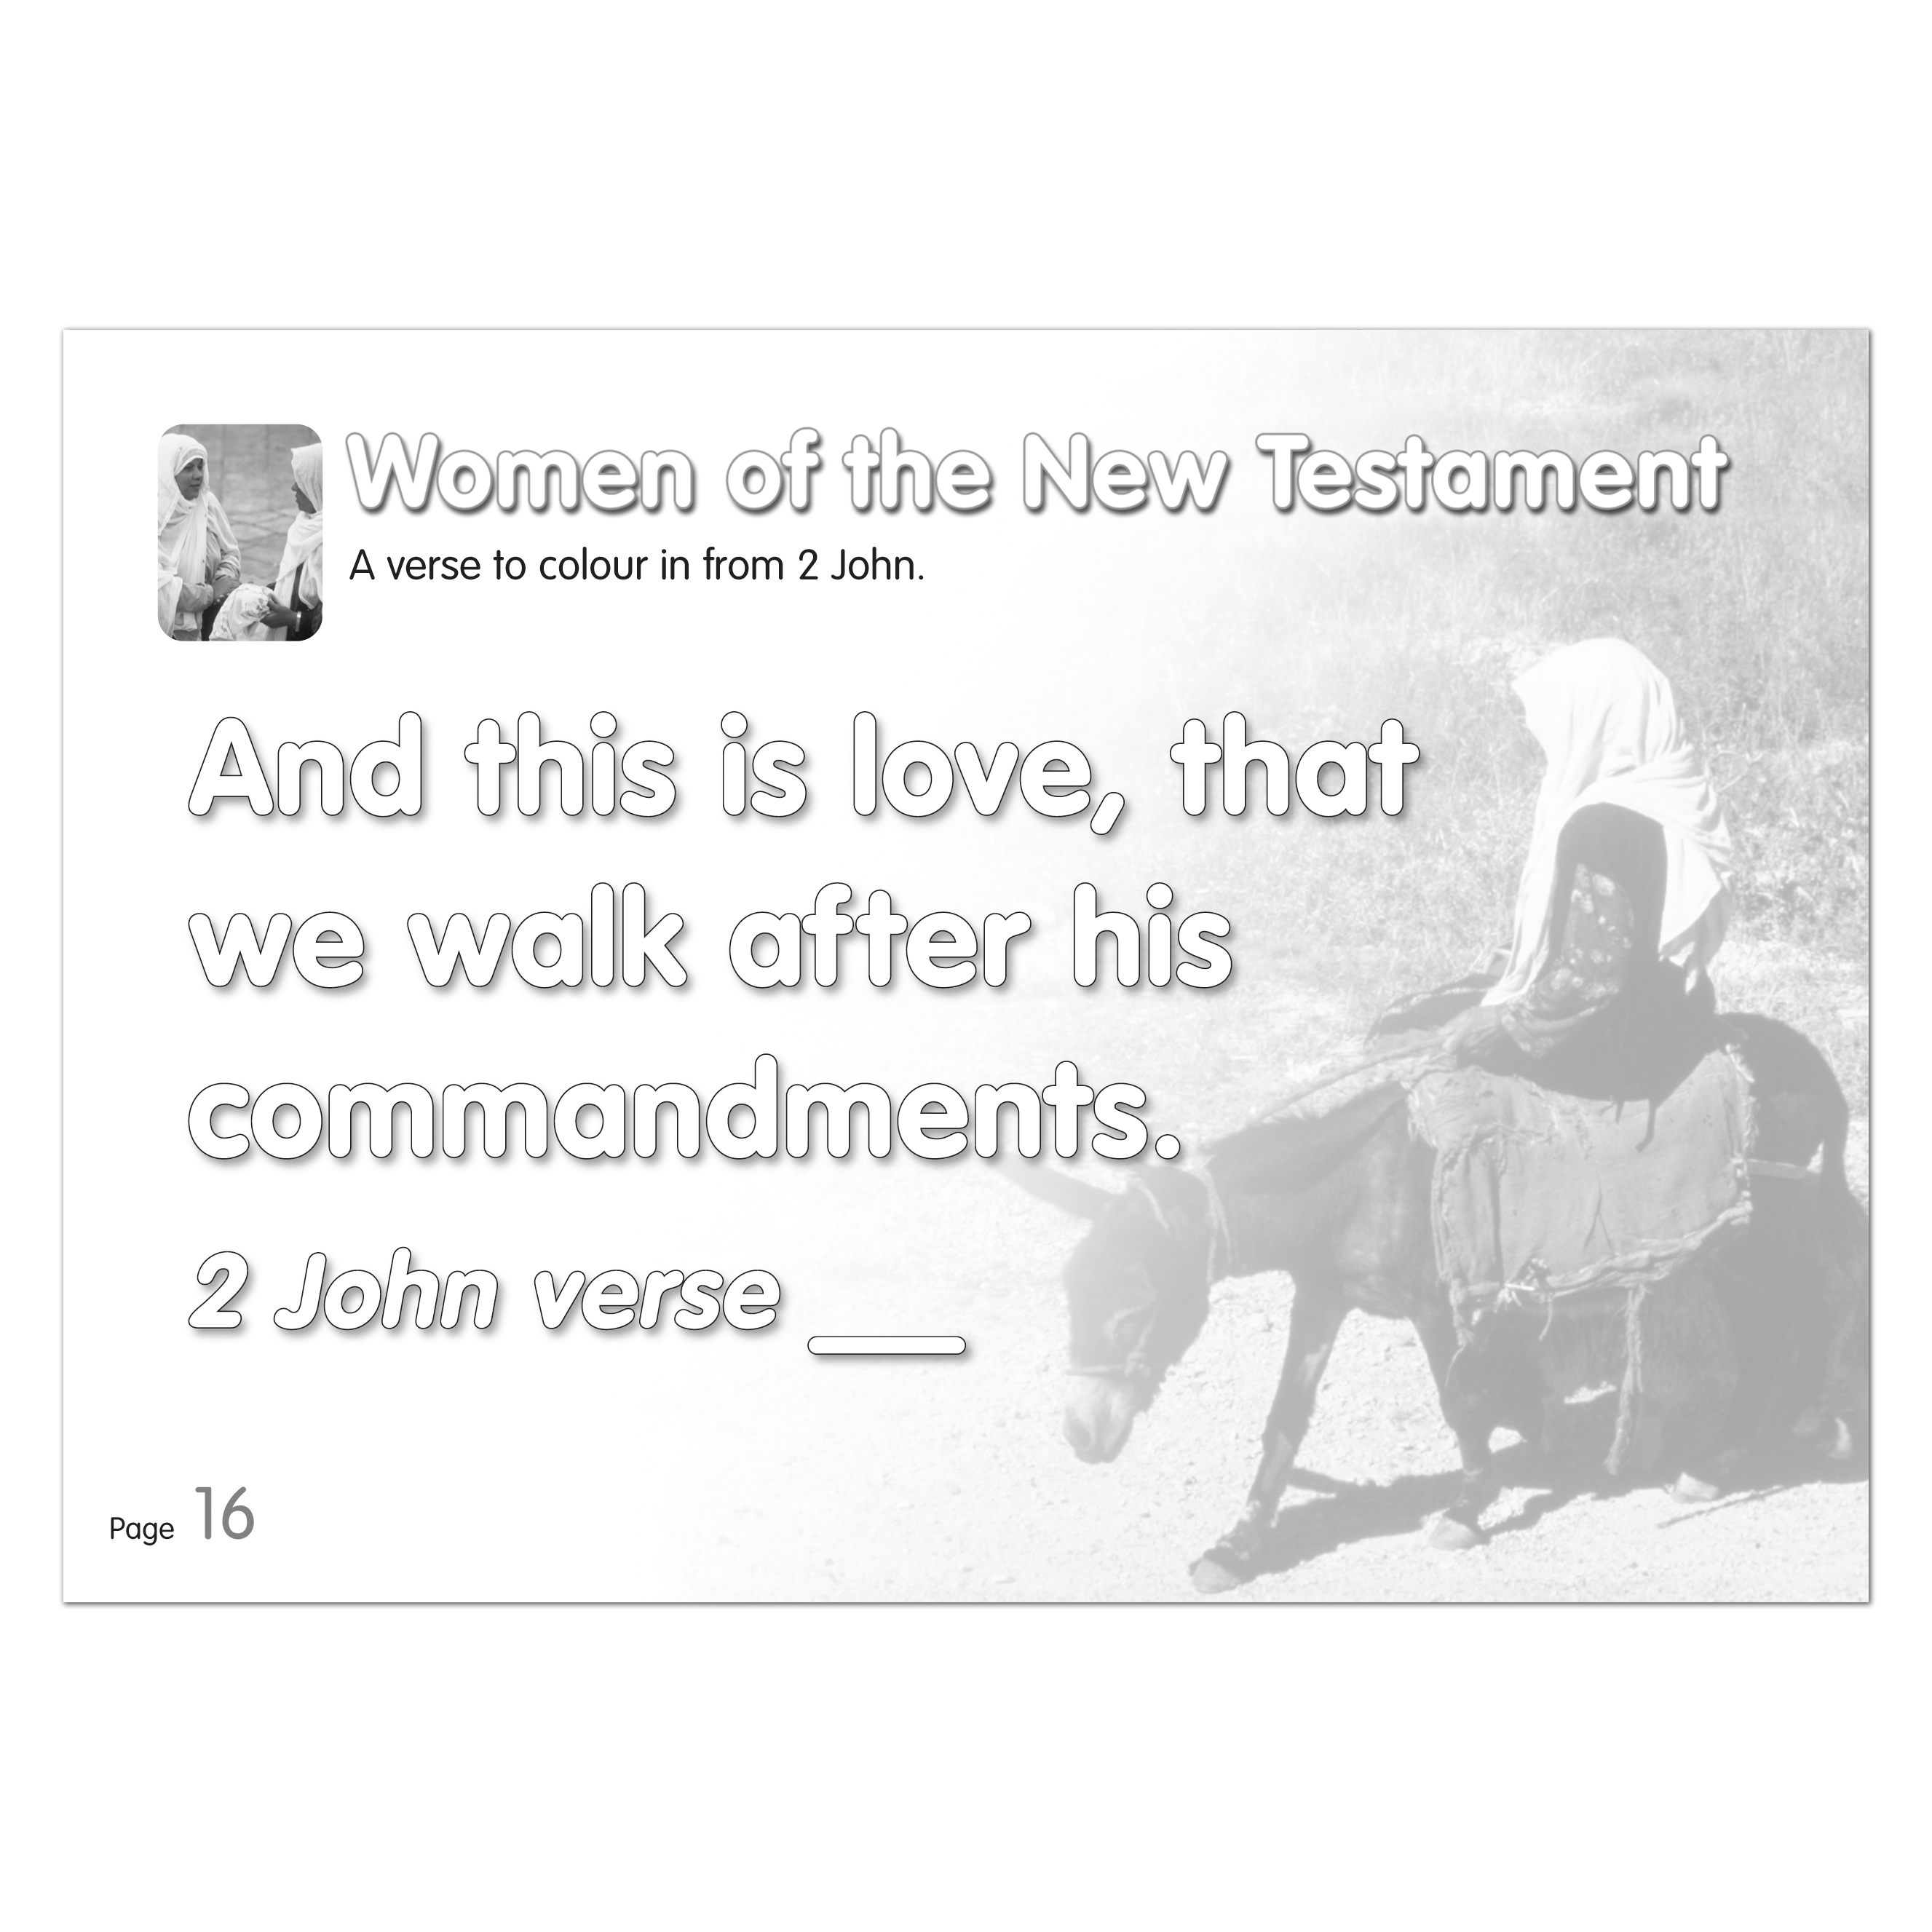 Women of the New Testament
A verse to colour in from 2 John.
And this is love, that
we walk after his
commandments.
2 John verse ___
Page 16